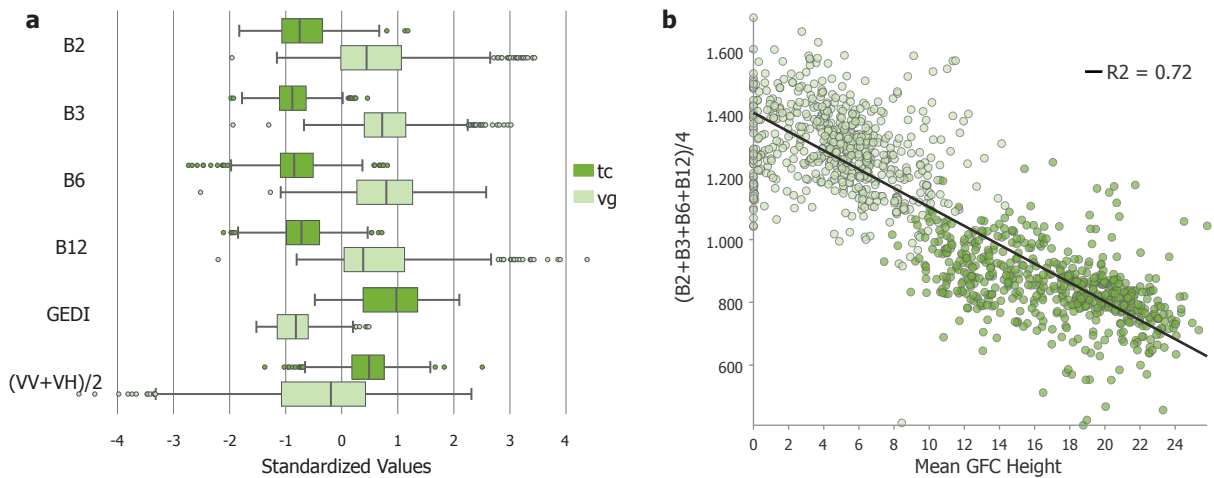 a
B2
B3
B6
B12
GEDI
(VV+VH)/2
-4 -3 -2 -1 0 1 2 3 4
Standardized Values
tc
vg
b
(B2+B3+B6+B12)/4
1.600
1.400
1.200
1.000
800
600
R2 = 0.72
0 2 4 6 8 10 12 14 16 18 20 22 24
Mean GFC Height